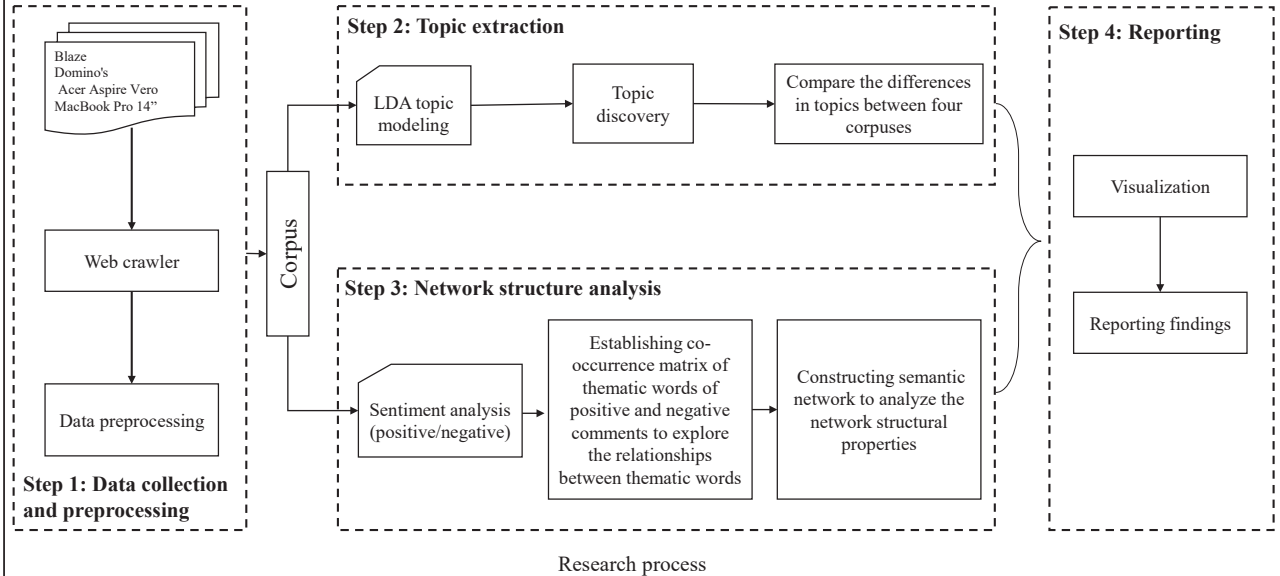 Blaze
Domino's
Acer Aspire Vero
MacBook Pro 14”
Web crawler
Data preprocessing
Step 1: Data collection
and preprocessing
Corpus
Step 2: Topic extraction
LDA topic
modeling
Topic
discovery
Compare the differences
in topics between four
corpuses
Step 3: Network structure analysis
Sentiment analysis
(positive/negative)
Establishing co-
occurrence matrix of
thematic words of
positive and negative
comments to explore
the relationships
between thematic words
Constructing semantic
network to analyze the
network structural
properties
Step 4: Reporting
Visualization
Reporting findings
Research process